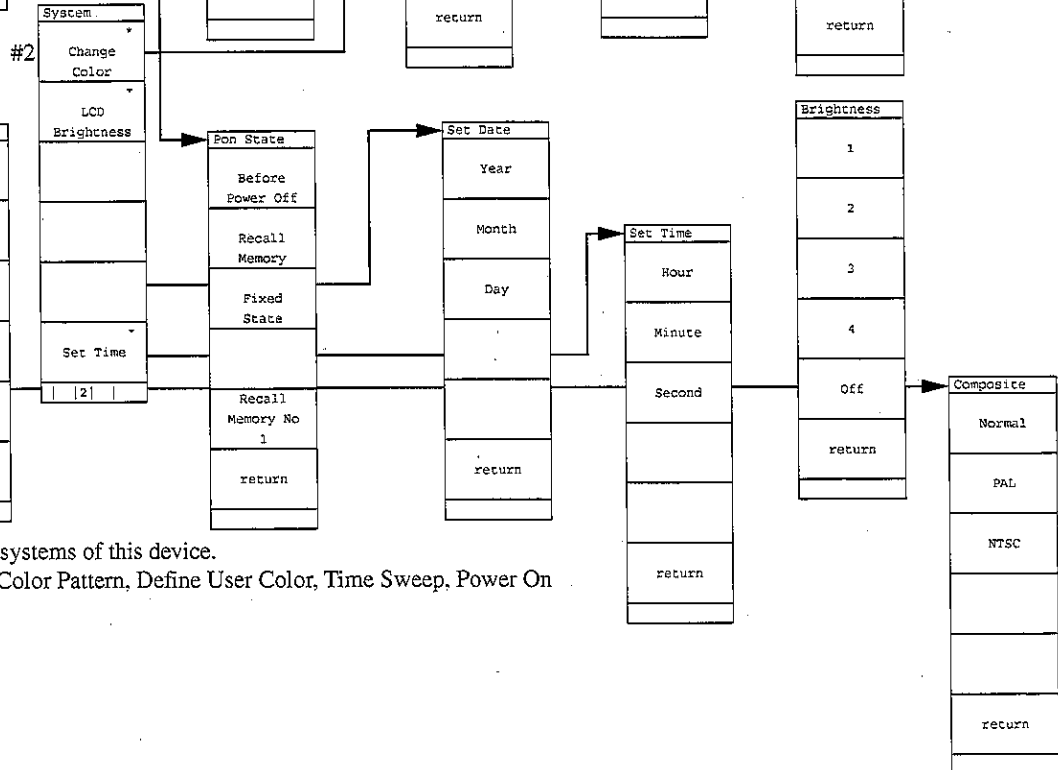 return
return
System
#2
Change
Color
LCD
Brightness
Set Time
| |2| |
Pon State
Before
Power Off
Recall
Memory
Fixed
State
Recall
Memory No
1
return
Set Date
Year
Month
Day
return
Set Time
Hour
Minute
Second
return
Brightness
1
2
3
4
Off
return
Composite
Normal
PAL
NTSC
return
systems of this device.
Color Pattern, Define User Color, Time Sweep, Power On